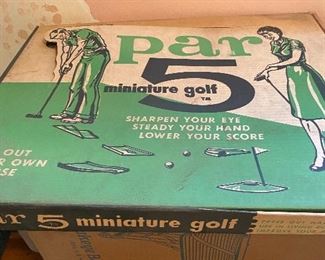 par
5
miniature golf
TM
SHARPEN YOUR EYE
STEADY YOUR HAND
LOWER YOUR SCORE
OUT
OWN
SE
par 5 miniature golf